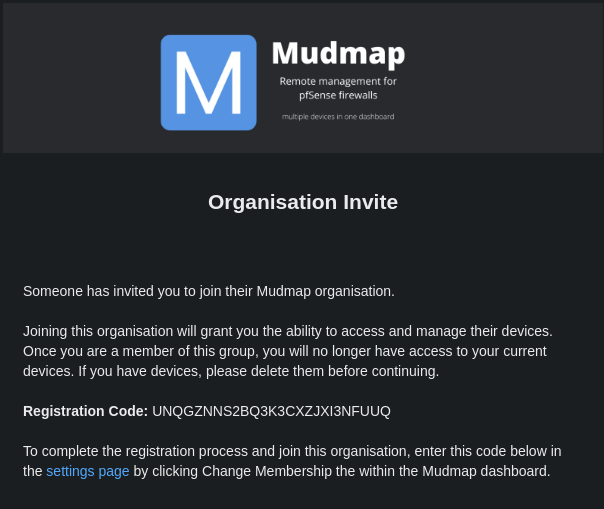 M
Mudmap
Remote management for
pfSense firewalls
multiple devices in one dashboard
Organisation Invite
Someone has invited you to join their Mudmap organisation.
Joining this organisation will grant you the ability to access and manage their devices.
Once you are a member of this group, you will no longer have access to your current
devices. If you have devices, please delete them before continuing.
Registration Code: UNQGZNNS2BQ3K3CXZJXI3NFUUQ
To complete the registration process and join this organisation, enter this code below in
the settings page by clicking Change Membership the within the Mudmap dashboard.